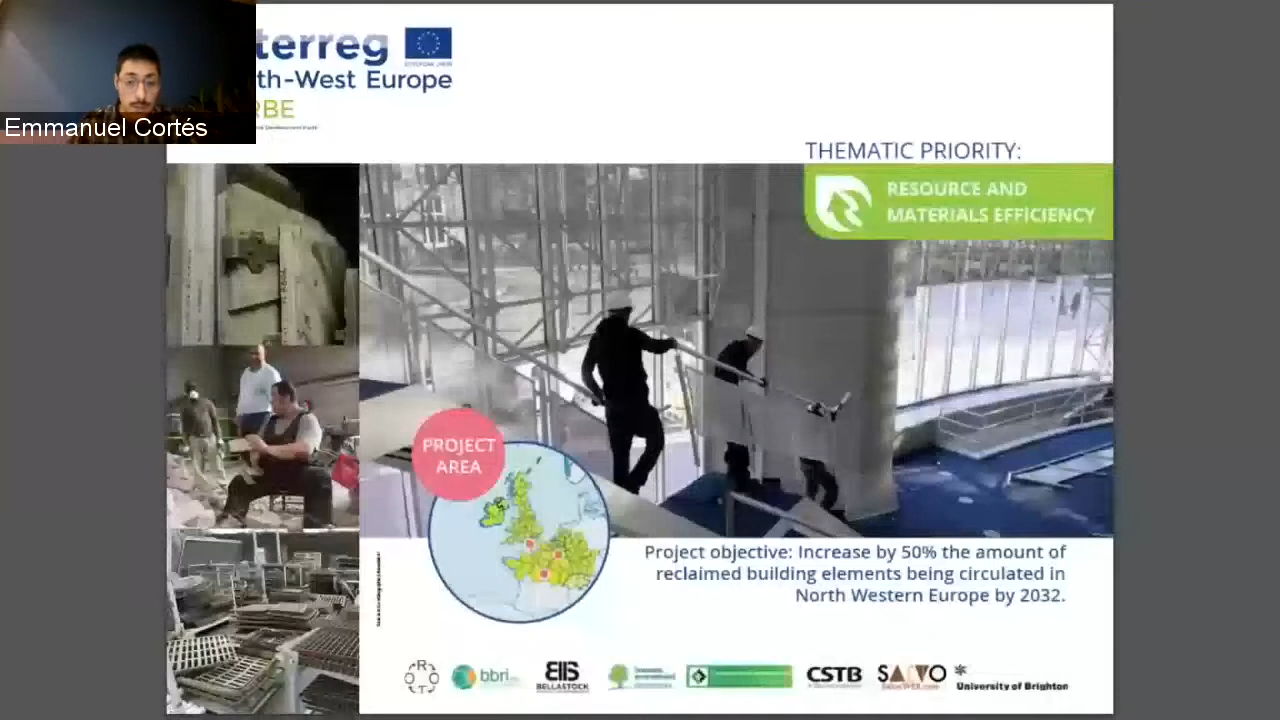 terreg
th-West Europe
RBE
Emmanuel Cortés
THEMATIC PRIORITY:
RESOURCE AND
MATERIALS EFFICIENCY
PROJECT
AREA
Project objective: Increase by 50% the amount of
reclaimed building elements being circulated in
North Western Europe by 2032.
R
T
bbri
BELLASTOCK
CSTB
SALVO
University of Brighton